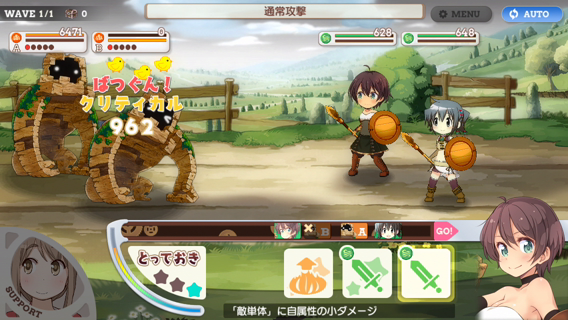 WAVE 1/1 0
通常攻撃
MENU
AUTO
6471
A
0
B
628
648
ばつぐん!
クリティカル
962
B A GO!
とっておき
SUPPORT
「敵単体」に自属性の小ダメージ